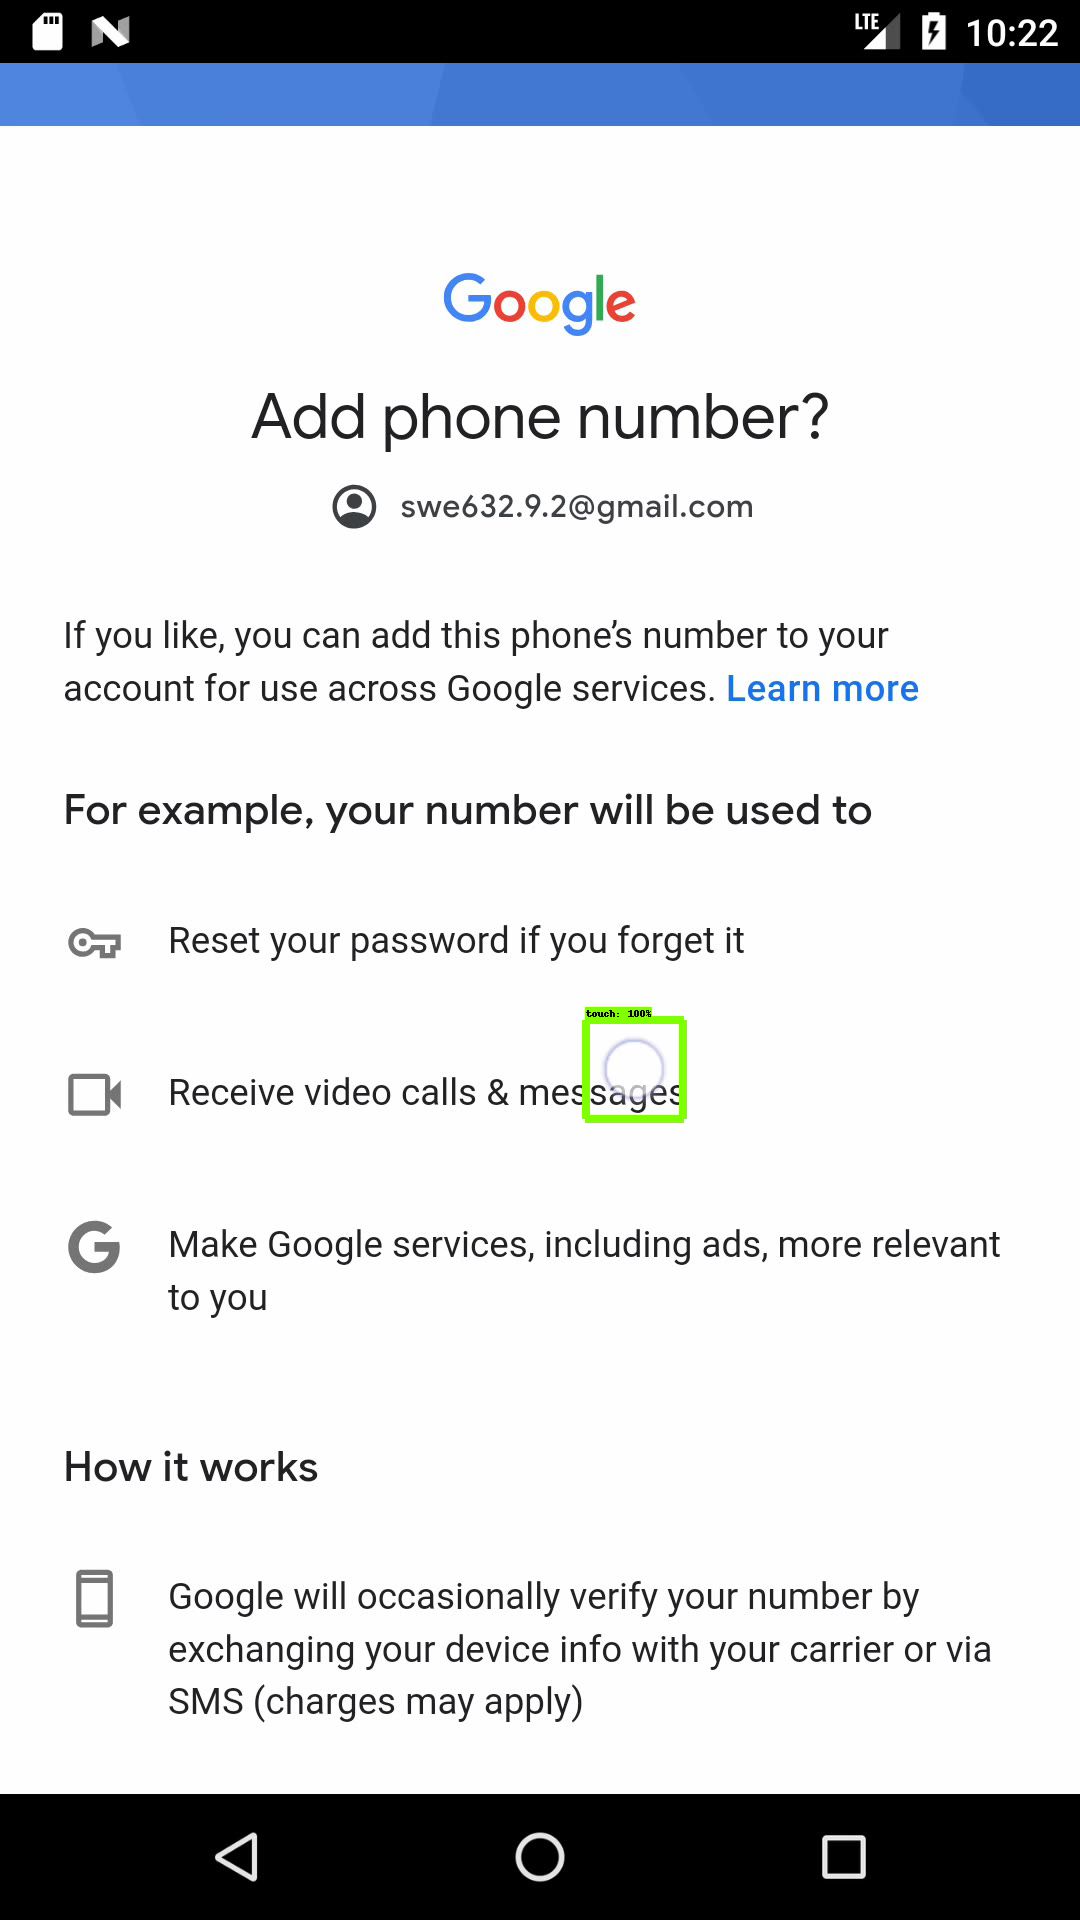 LTE 10:22
Google
Add phone number?
swe632.9.2@gmail.com
If you like, you can add this phone’s number to your
account for use across Google services. Learn more
For example, your number will be used to
Reset your password if you forget it
touch: 100%
Receive video calls & messages
Make Google services, including ads, more relevant
to you
How it works
Google will occasionally verify your number by
exchanging your device info with your carrier or via
SMS (charges may apply)